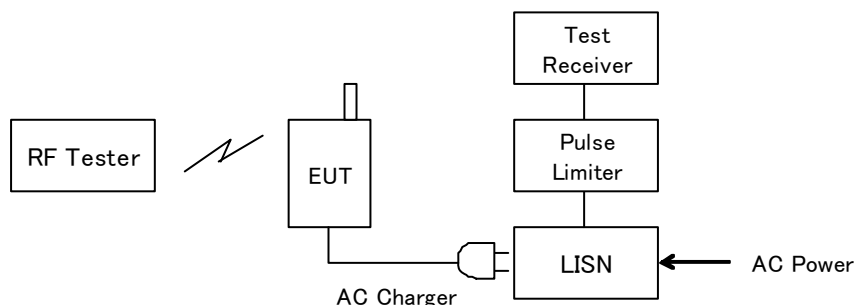 Test
Receiver
RF Tester
EUT
Pulse
Limiter
LISN
AC Power
AC Charger